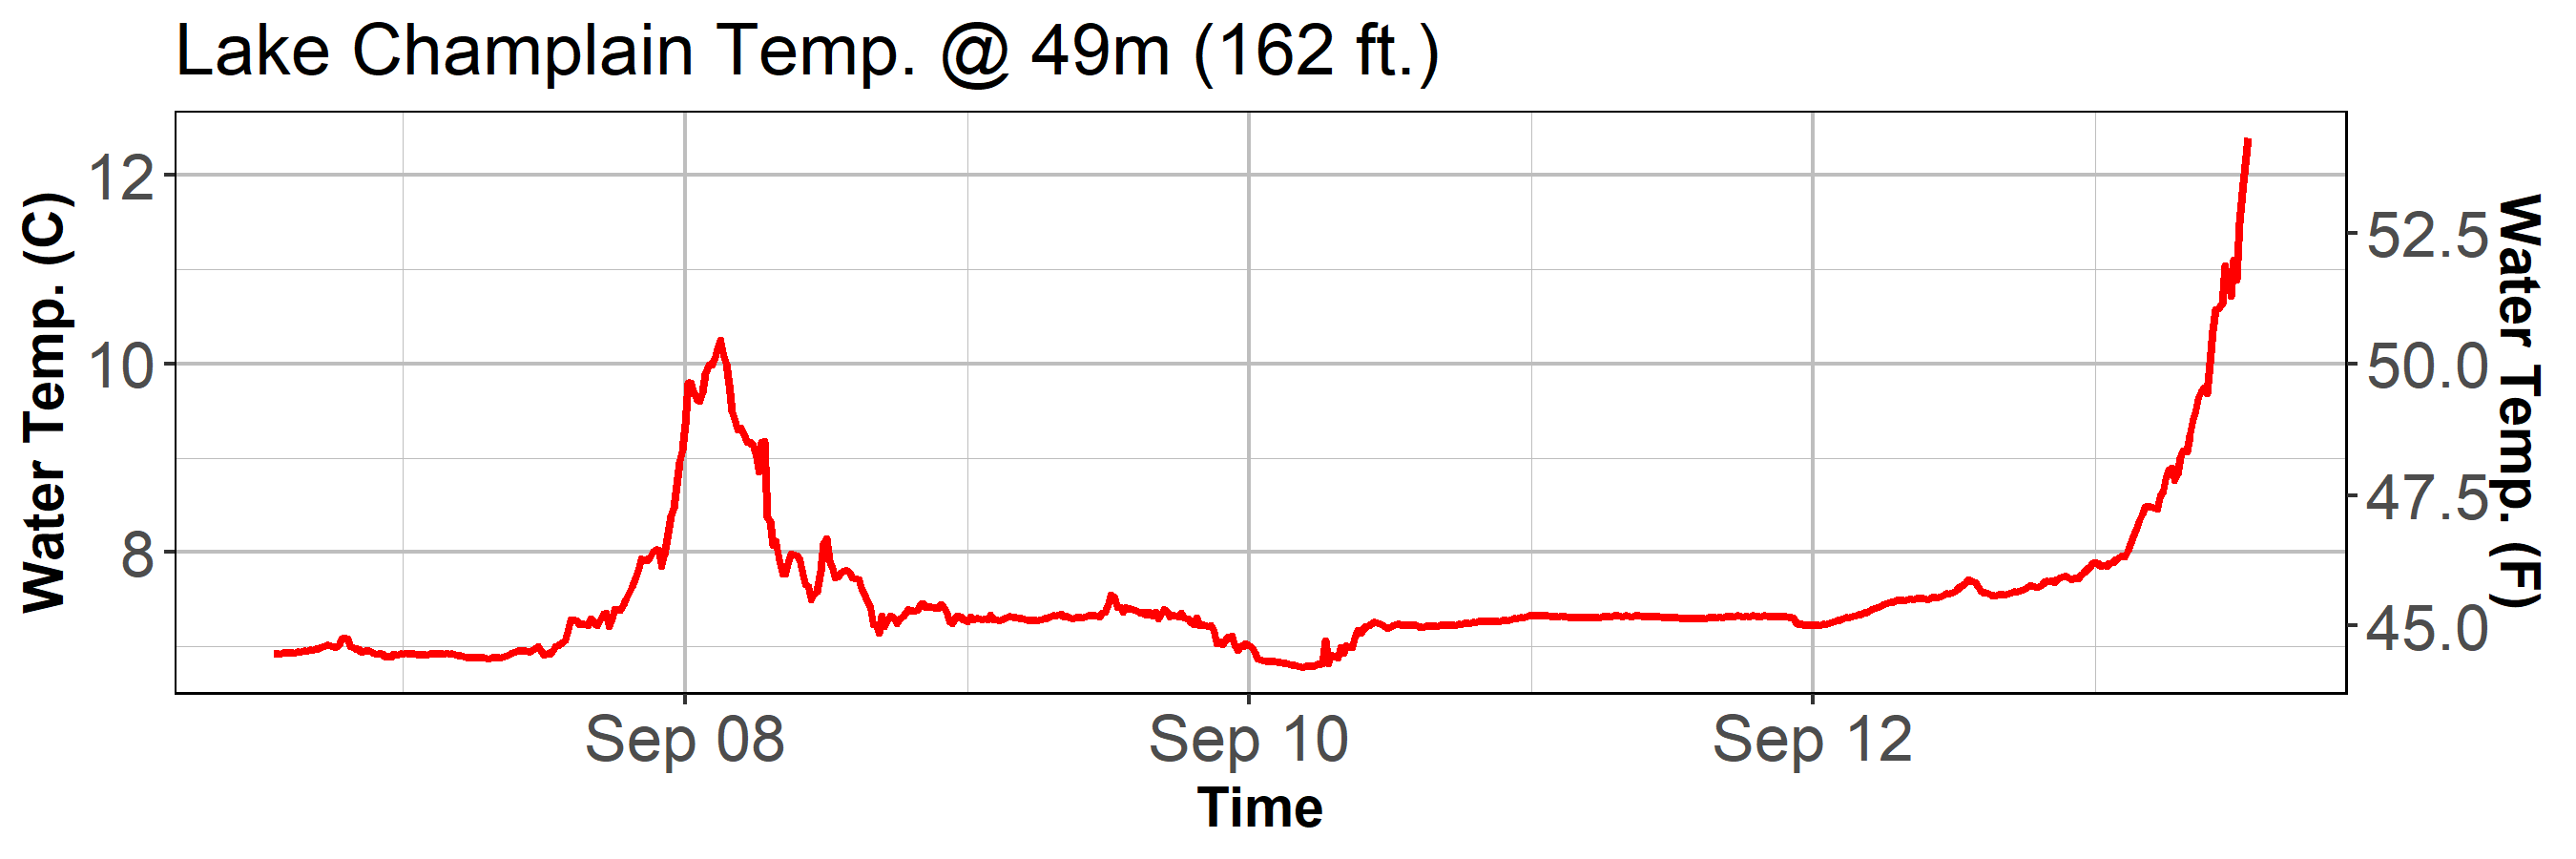 Lake Champlain Temp. @ 49m (162 ft.)
Water Temp. (C)
12
10
8
52.5
50.0
47.5
45.0
Water Temp. (F)
Sep 08
Sep 10
Sep 12
Time